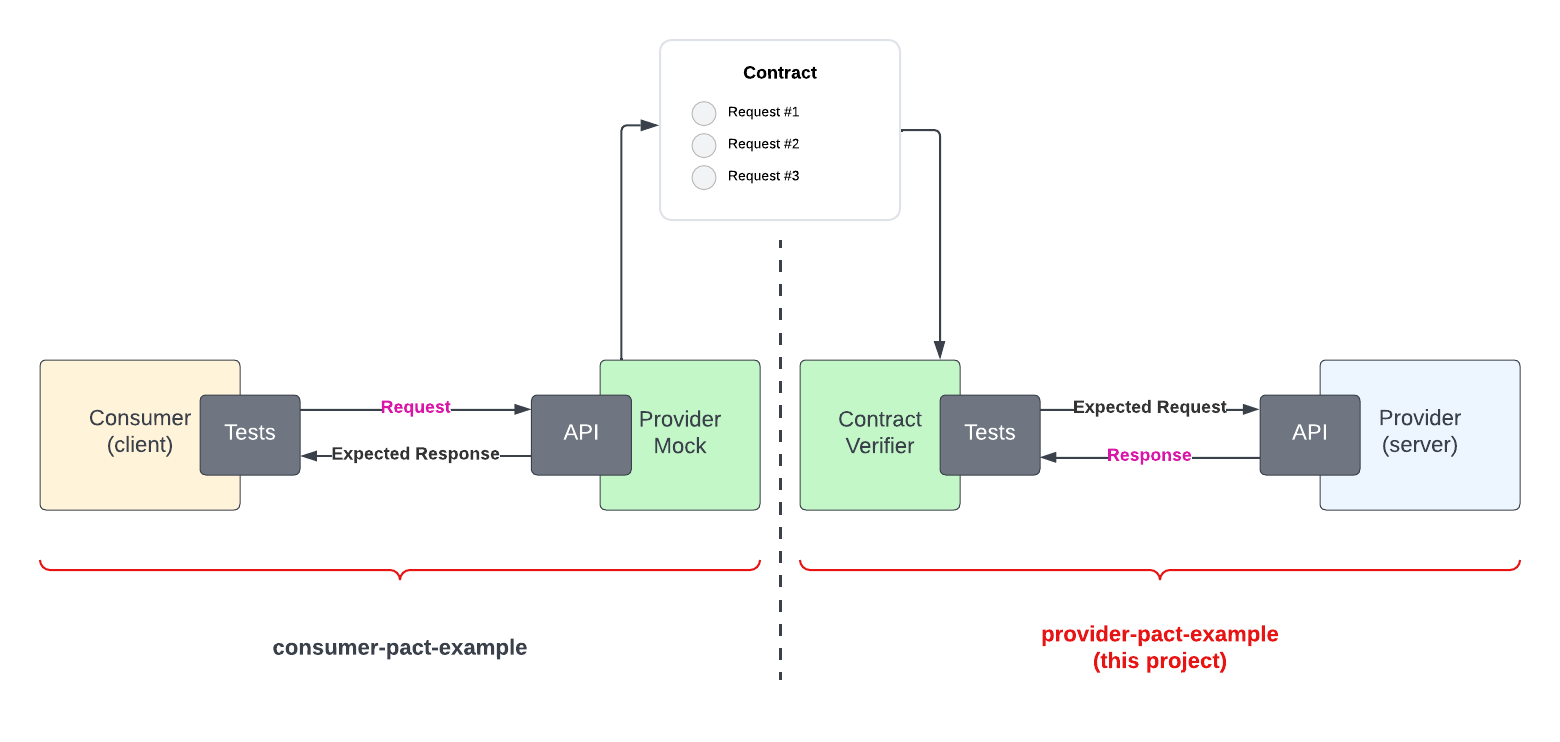 Contract
Request #1
Request #2
Request #3
Consumer
(client)
Tests
Request
Expected Response
API
Provider
Mock
Contract
Verifier
Tests
Expected Request
Response
API
Provider
(server)
consumer-pact-example
provider-pact-example
(this project)